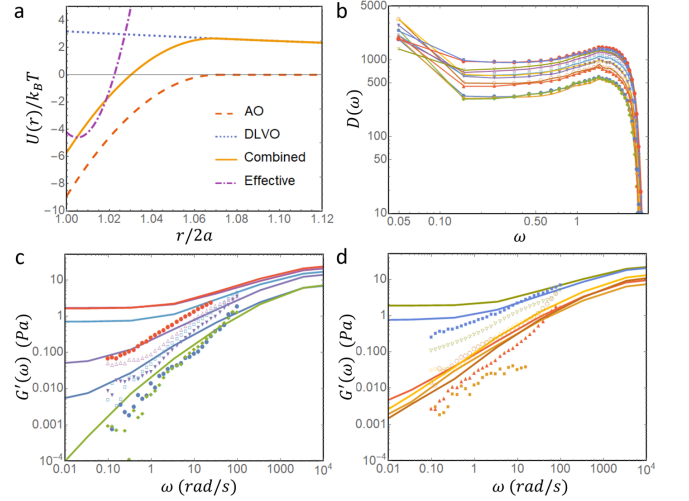 a
4
2
0
−2
−4
−6
−8
−10
U(r)/k_BT
AO
DLVO
Combined
Effective
1.00 1.02 1.04 1.06 1.08 1.10 1.12
r/2a
b
5000
1000
500
100
50
10
D(ω)
0.05 0.10 0.50 1
ω
c
10
1
0.100
0.010
0.001
10⁻⁴
G'(ω) (Pa)
0.01 0.10 1 10 100 1000 10⁴
ω (rad/s)
d
10
1
0.100
0.010
0.001
10⁻⁴
G'(ω) (Pa)
0.01 0.10 1 10 100 1000 10⁴
ω (rad/s)